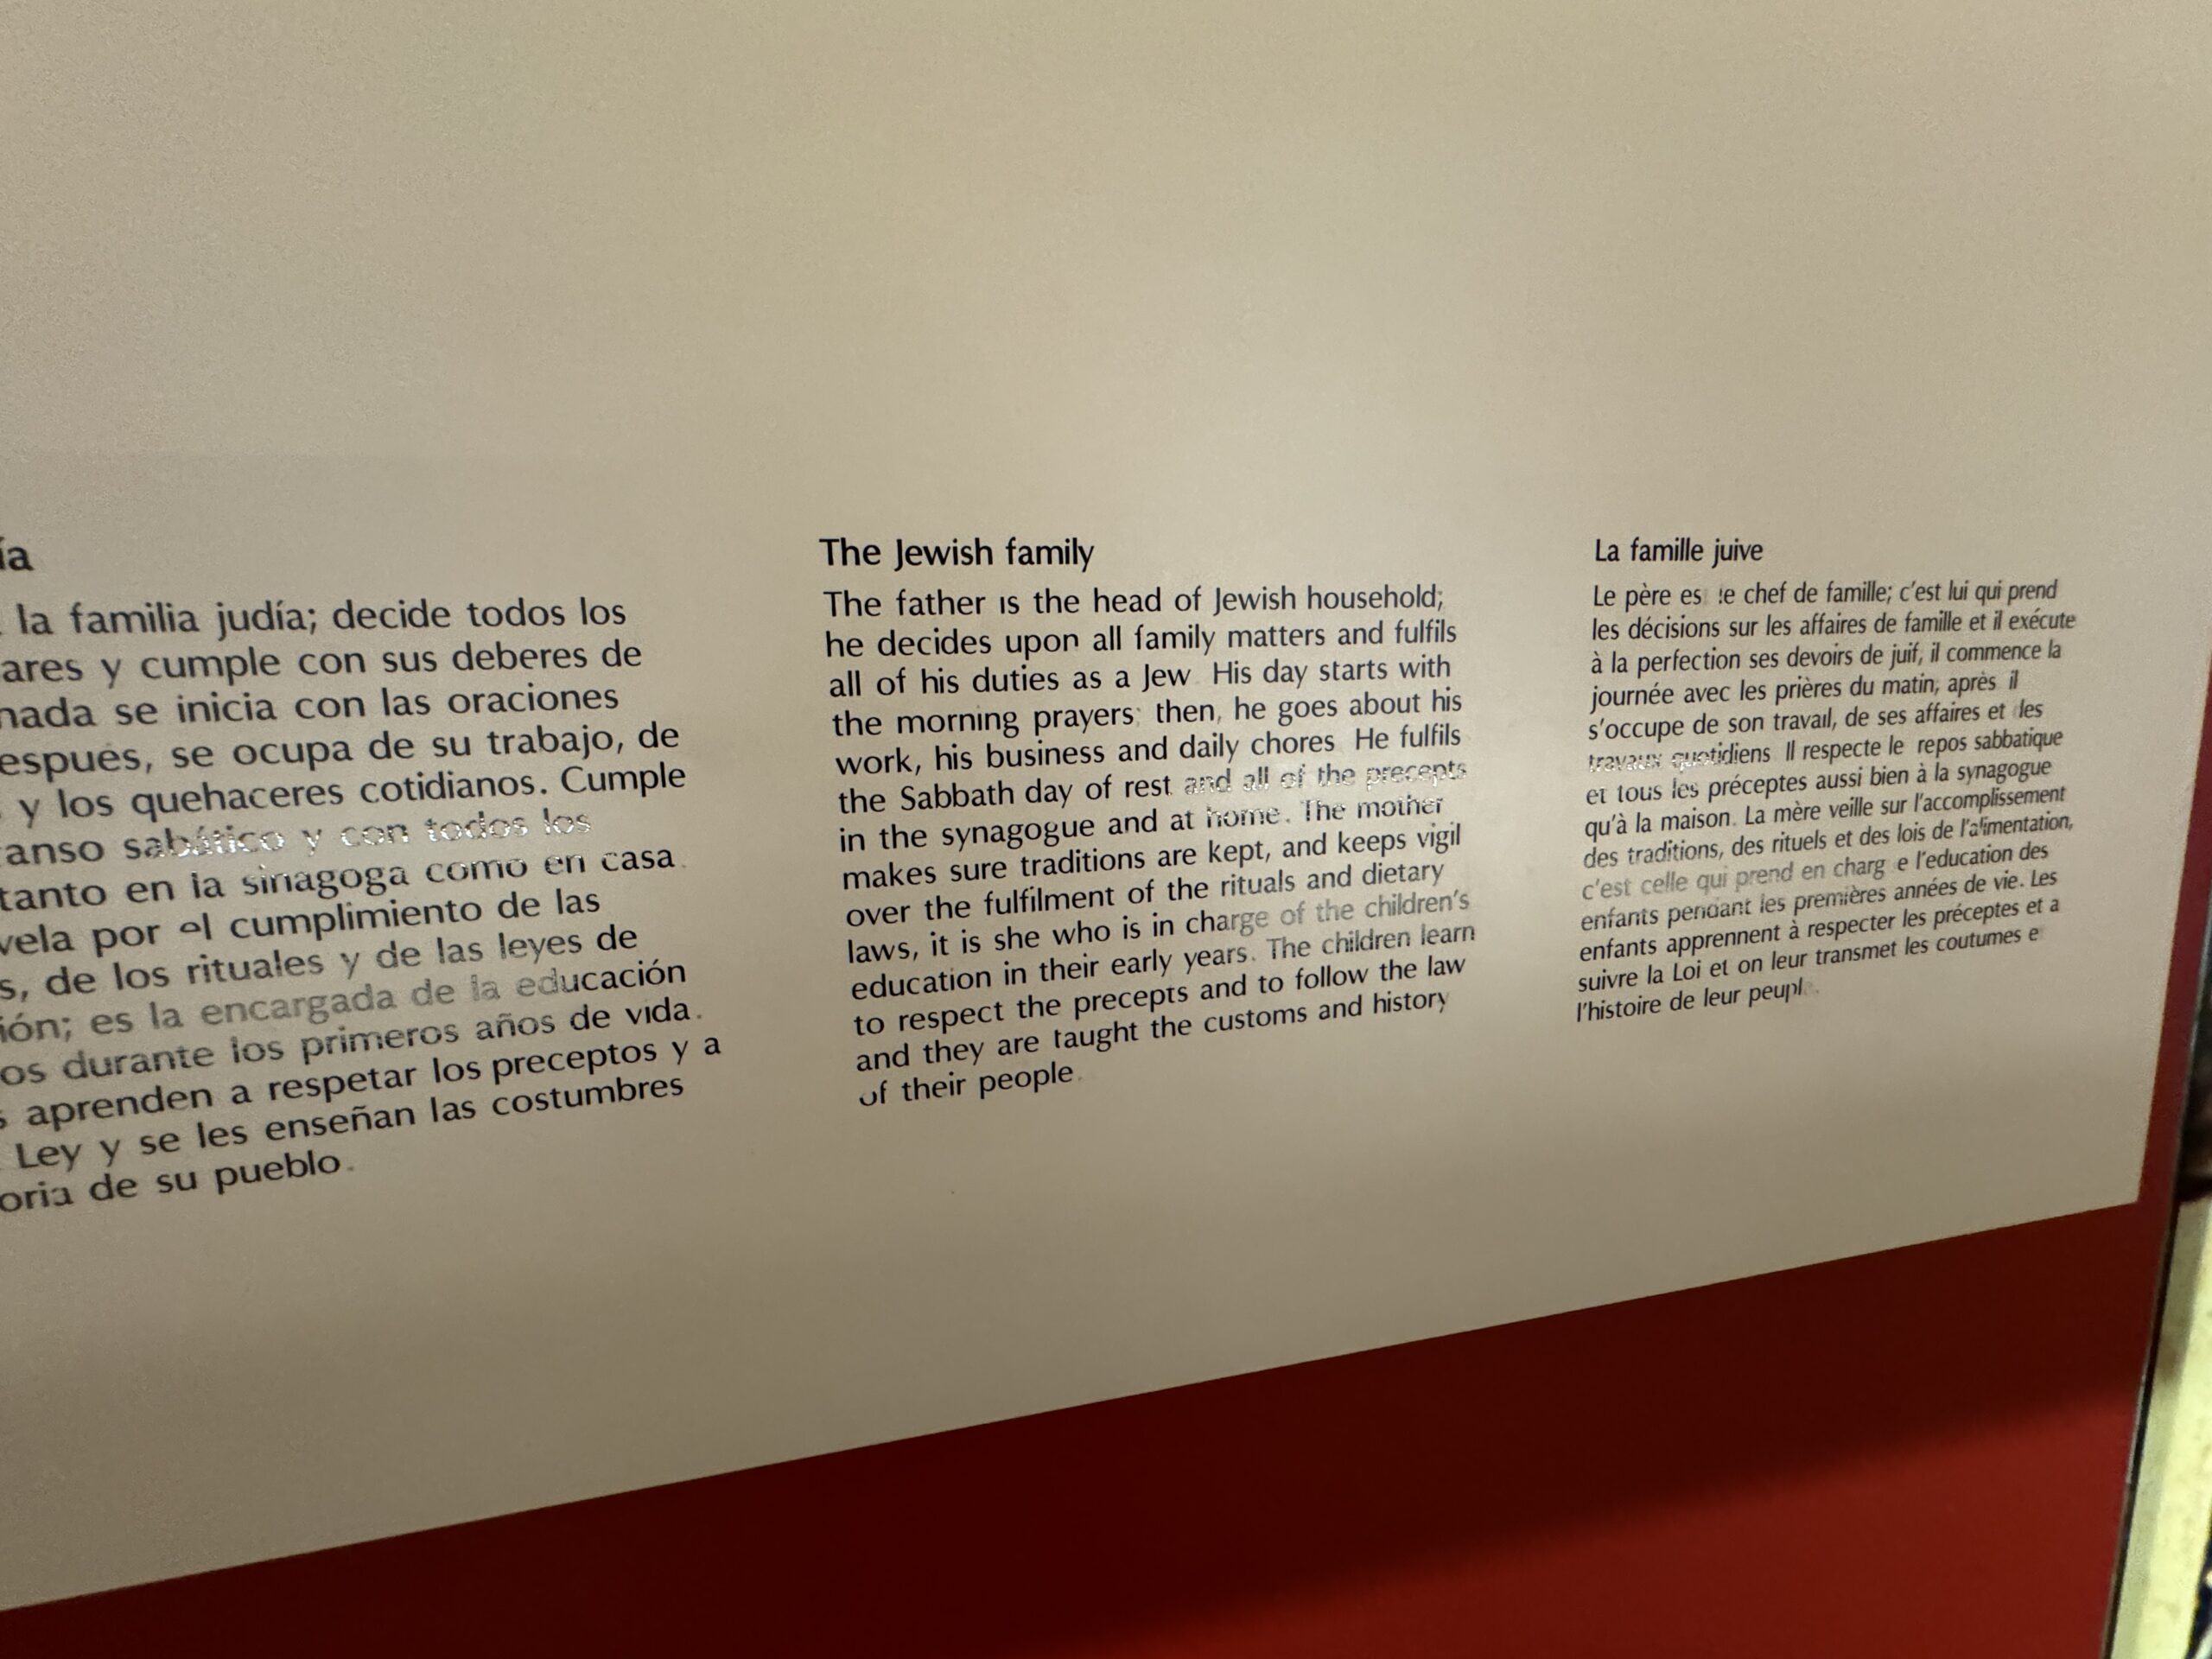 ía
la familia judía; decide todos los
ares y cumple con sus deberes de
nada se inicia con las oraciones
espués, se ocupa de su trabajo, de
y los quehaceres cotidianos. Cumple
anso sabático y con todos los
tanto en la sinagoga como en casa.
vela por el cumplimiento de las
s, de los rituales y de las leyes de
ión; es la encargada de la educación
os durante los primeros años de vida.
s aprenden a respetar los preceptos y a
Ley y se les enseñan las costumbres
oria de su pueblo.
The Jewish family
The father is the head of Jewish household;
he decides upon all family matters and fulfils
all of his duties as a Jew His day starts with
the morning prayers; then, he goes about his
work, his business and daily chores He fulfils
the Sabbath day of rest and all of the precepts
in the synagogue and at home. The mother
makes sure traditions are kept, and keeps vigil
over the fulfilment of the rituals and dietary
laws, it is she who is in charge of the children's
education in their early years. The children learn
to respect the precepts and to follow the law
and they are taught the customs and history
of their people.
La famille juive
Le père es le chef de famille; c'est lui qui prend
les décisions sur les affaires de famille et il exécute
à la perfection ses devoirs de juif, il commence la
journée avec les prières du matin, après il
s'occupe de son travail, de ses affaires et des
travaux quotidiens Il respecte le repos sabbatique
et tous les préceptes aussi bien à la synagogue
qu'à la maison. La mère veille sur l'accomplissement
des traditions, des rituels et des lois de l'alimentation,
c'est celle qui prend en charg e l'education des
enfants pendant les premières années de vie. Les
enfants apprennent à respecter les préceptes et a
suivre la Loi et on leur transmet les coutumes e
l'histoire de leur peupl .